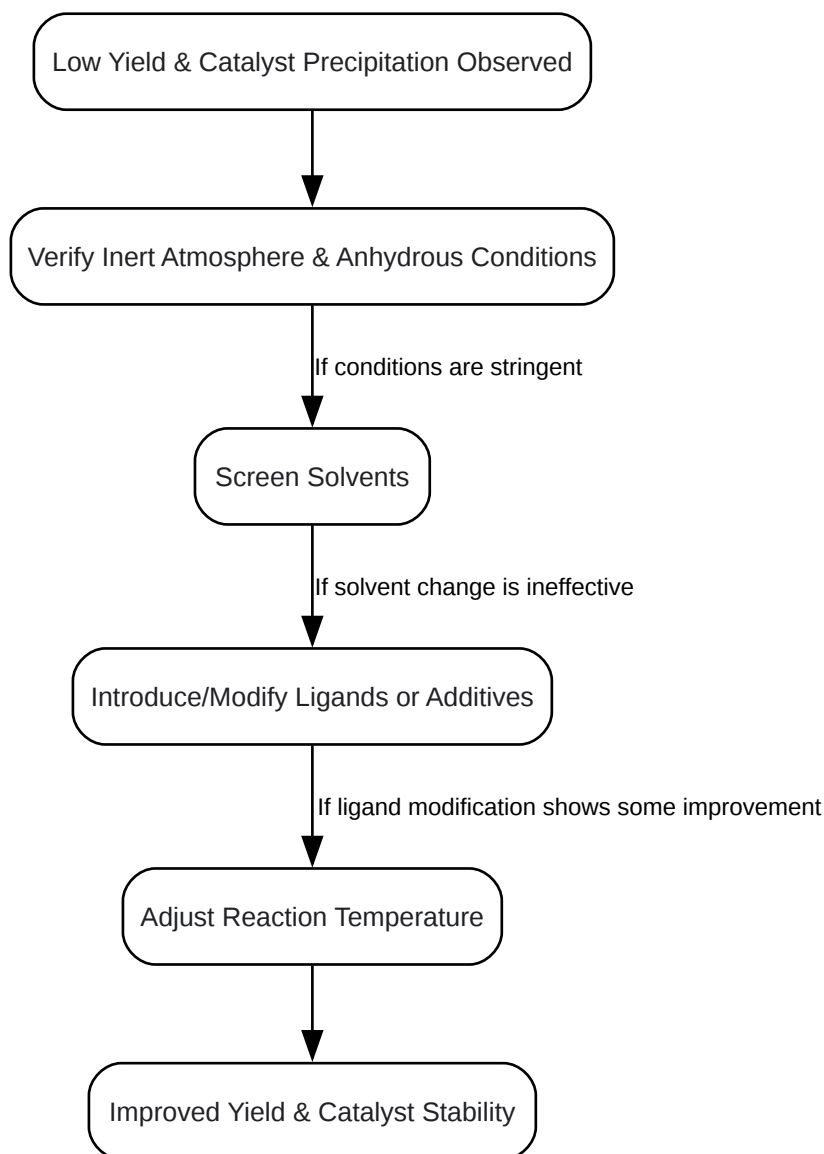 Low Yield & Catalyst Precipitation Observed
Verify Inert Atmosphere & Anhydrous Conditions
If conditions are stringent
Screen Solvents
If solvent change is ineffective
Introduce/Modify Ligands or Additives
If ligand modification shows some improvement
Adjust Reaction Temperature
Improved Yield & Catalyst Stability